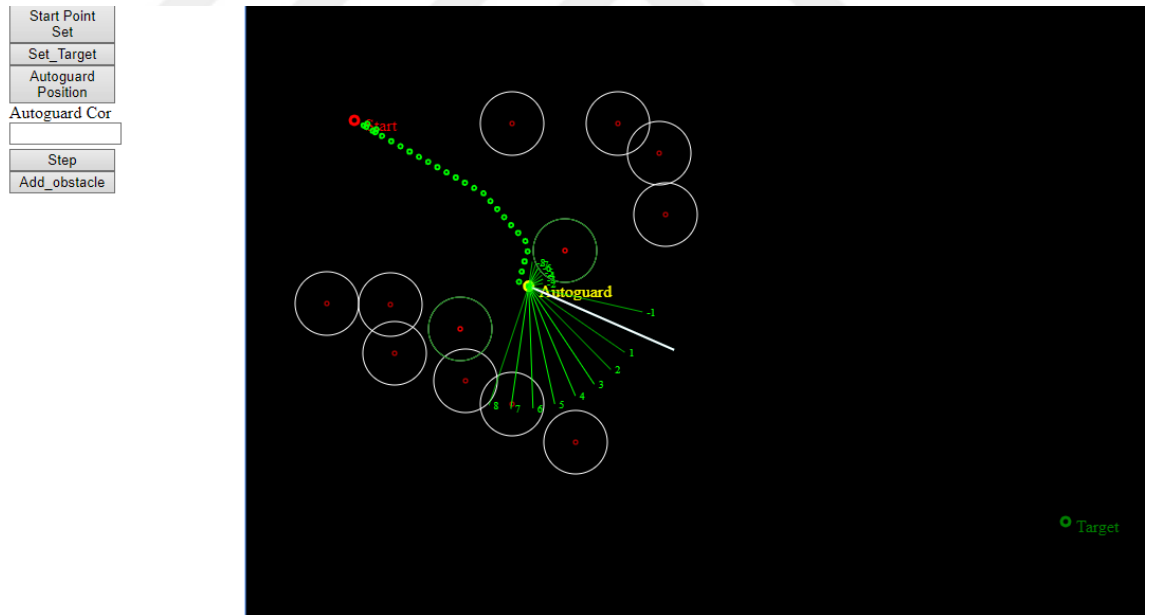 Start Point
Set
Set_Target
Autoguard
Position
Autoguard Cor
Step
Add_obstacle
Start
Autoguard
-1
1
2
3
4
5
6
7
8
Target